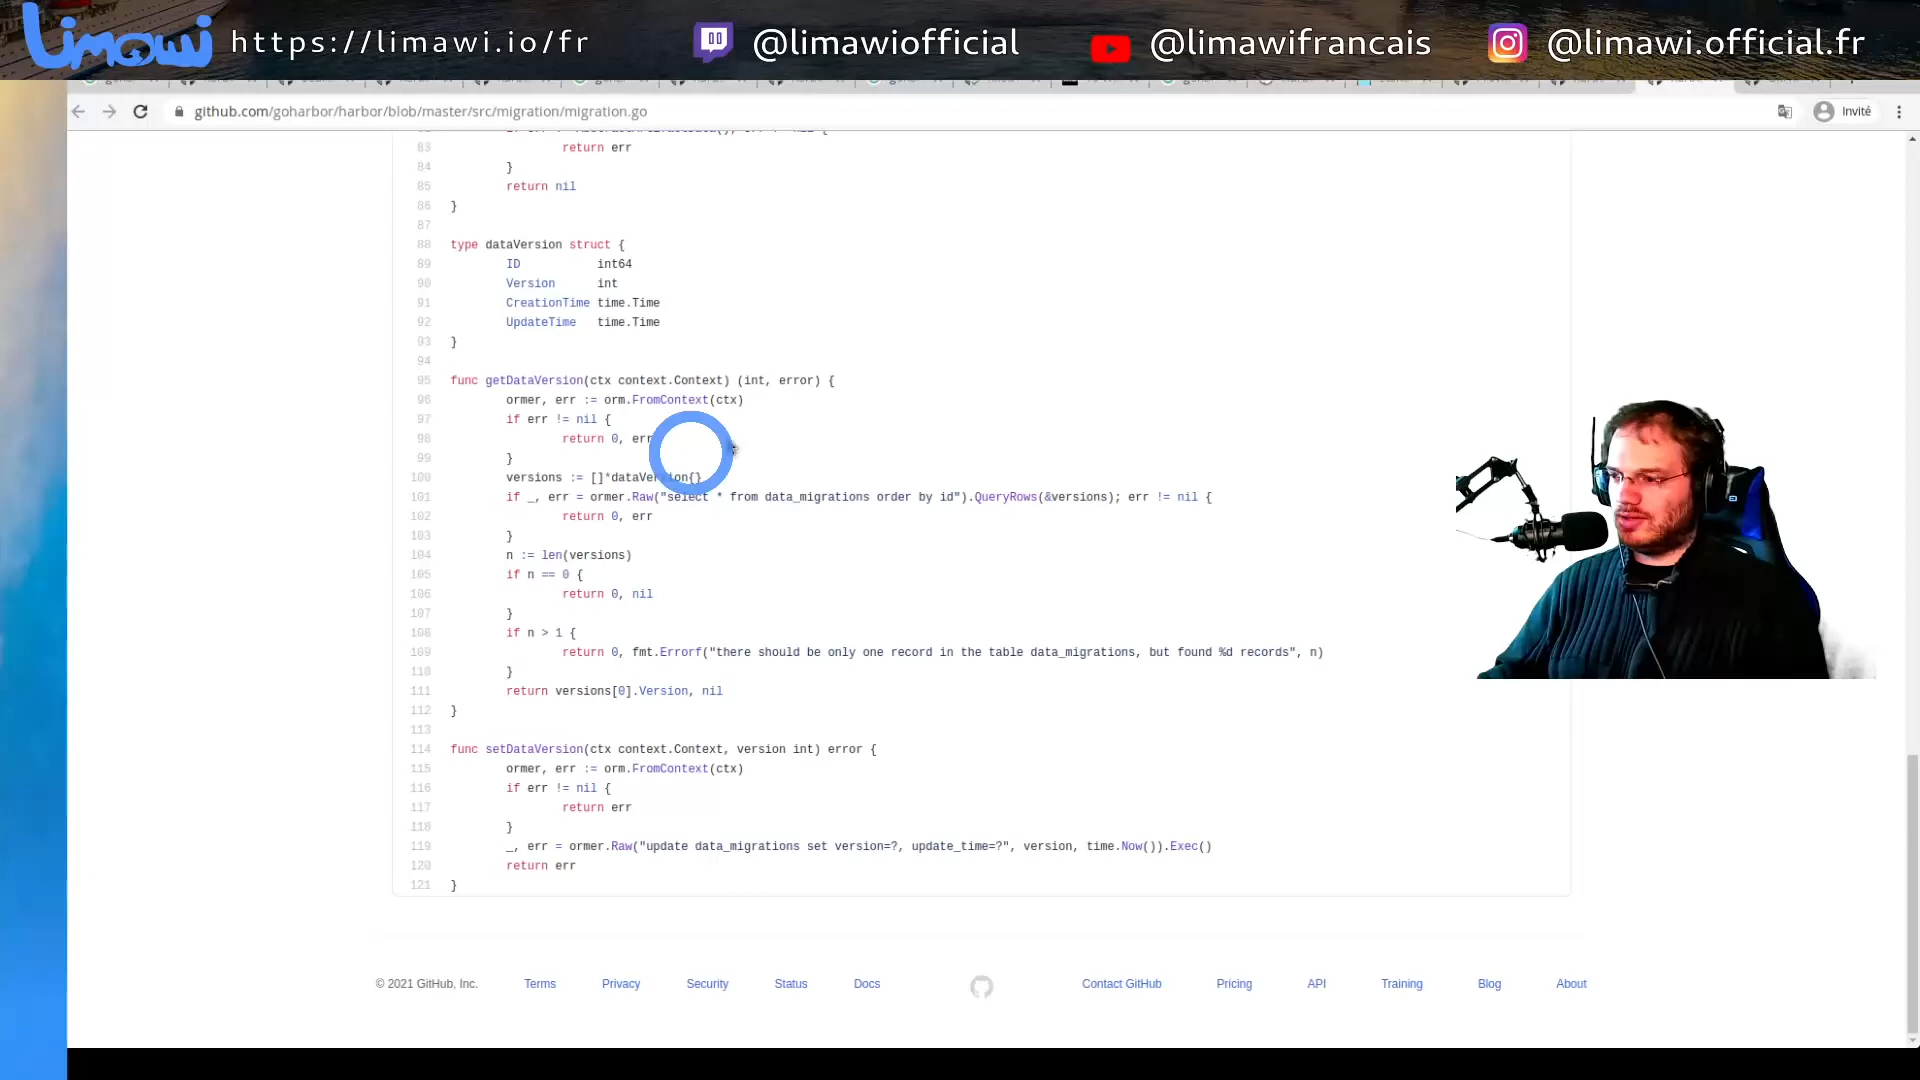 Limawi https://limawi.io/fr @limawiofficial @limawifrancais @limawi.official.fr
github.com/goharbor/harbor/blob/master/src/migration/migration.go Invité
83 return err
84 }
85 return nil
86 }
87
88 type dataVersion struct {
89 ID int64
90 Version int
91 CreationTime time.Time
92 UpdateTime time.Time
93 }
94
95 func getDataVersion(ctx context.Context) (int, error) {
96 ormer, err := orm.FromContext(ctx)
97 if err != nil {
98 return 0, err
99 }
100 versions := []*dataVersion{}
101 if _, err = ormer.Raw("select * from data_migrations order by id").QueryRows(&versions); err != nil {
102 return 0, err
103 }
104 n := len(versions)
105 if n == 0 {
106 return 0, nil
107 }
108 if n > 1 {
109 return 0, fmt.Errorf("there should be only one record in the table data_migrations, but found %d records", n)
110 }
111 return versions[0].Version, nil
112 }
113
114 func setDataVersion(ctx context.Context, version int) error {
115 ormer, err := orm.FromContext(ctx)
116 if err != nil {
117 return err
118 }
119 _, err = ormer.Raw("update data_migrations set version=?, update_time=?", version, time.Now()).Exec()
120 return err
121 }
© 2021 GitHub, Inc. Terms Privacy Security Status Docs Contact GitHub Pricing API Training Blog About